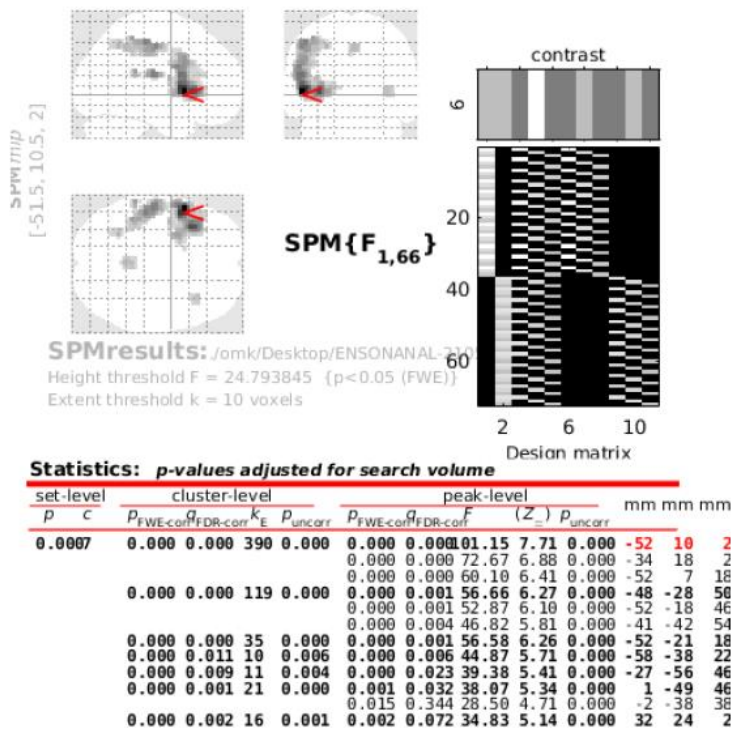 contrast
6
SPMmip
[-51.5, 10.5, 2]
SPM{F1,66}
20
40
60
2 6 10
Design matrix
SPMresults: ./omk/Desktop/ENSONANAL-210
Height threshold F = 24.793845 {p<0.05 (FWE)}
Extent threshold k = 10 voxels
Statistics: p-values adjusted for search volume
set-level cluster-level peak-level mm mm mm
p c pFWE-corr qFDR-corr kE puncorr pFWE-corr qFDR-corr F (Z≡) puncorr
0.000 7 0.000 0.000 390 0.000 0.000 0.000 101.15 7.71 0.000 -52 10 2
0.000 0.000 72.67 6.88 0.000 -34 18 2
0.000 0.000 60.10 6.41 0.000 -52 7 18
0.000 0.000 119 0.000 0.000 0.001 56.66 6.27 0.000 -48 -28 50
0.000 0.001 52.87 6.10 0.000 -52 -18 46
0.000 0.004 46.82 5.81 0.000 -41 -42 54
0.000 0.000 35 0.000 0.000 0.001 56.58 6.26 0.000 -52 -21 18
0.000 0.011 10 0.006 0.000 0.006 44.87 5.71 0.000 -58 -38 22
0.000 0.009 11 0.004 0.000 0.023 39.38 5.41 0.000 -27 -56 46
0.000 0.001 21 0.000 0.001 0.032 38.07 5.34 0.000 1 -49 46
0.015 0.344 28.50 4.71 0.000 -2 -38 38
0.000 0.002 16 0.001 0.002 0.072 34.83 5.14 0.000 32 24 2